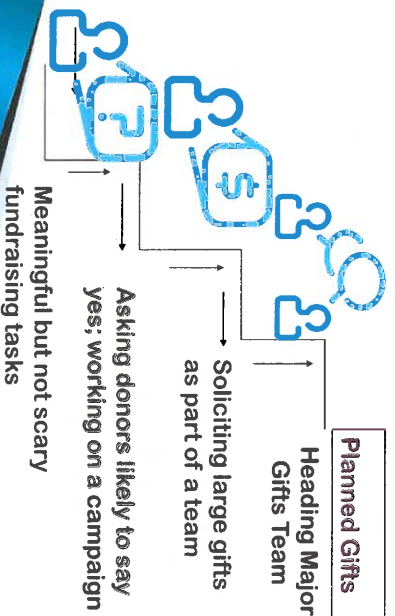 Planned Gifts
Heading Major
Gifts Team
Soliciting large gifts
as part of a team
Asking donors likely to say
yes; working on a campaign
Meaningful but not scary
fundraising tasks
$
i